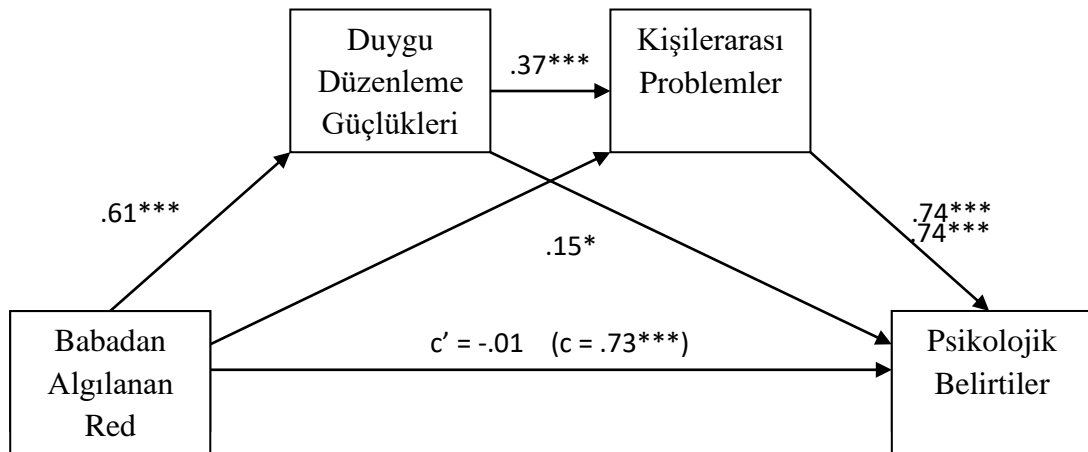 Duygu
Düzenleme
Güçlükleri
.37***
Kişilerarası
Problemler
.61***
.15*
.74***
.74***
Babadan
Algılanan
Red
c’ = -.01 (c = .73***)
Psikolojik
Belirtiler